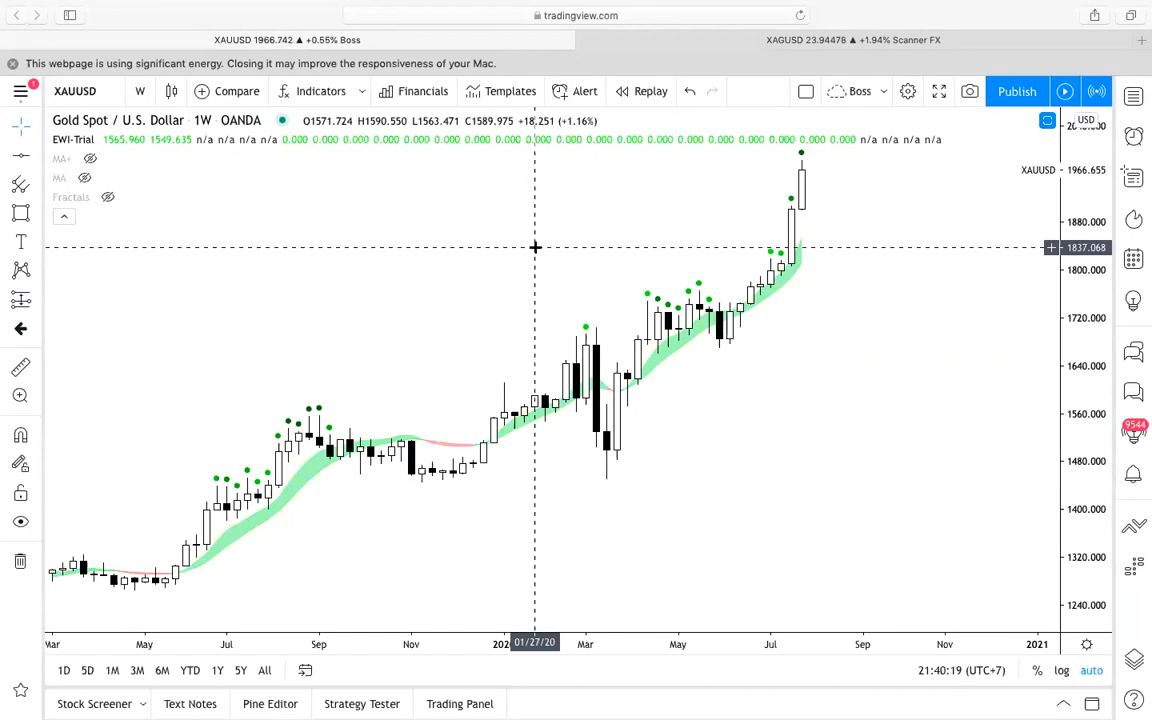 tradingview.com
XAUUSD 1966.742 ▲ +0.55% Boss
XAGUSD 23.94478 ▲ +1.94% Scanner FX
This webpage is using significant energy. Closing it may improve the responsiveness of your Mac.
1
XAUUSD W Compare Indicators Financials Templates Alert Replay Boss Publish
Gold Spot / U.S. Dollar · 1W · OANDA O1571.724 H1590.550 L1563.471 C1589.975 +18.251 (+1.16%)
USD
EWI-Trial 1565.960 1549.635 n/a n/a n/a n/a 0.000 0.000 0.000 0.000 0.000 0.000 0.000 0.000 0.000 0.000 0.000 0.000 0.000 0.000 0.000 0.000 0.000 0.000 0.000 n/a n/a n/a n/a
MA+
MA
Fractals
XAUUSD 1966.655
1880.000
1837.068
1800.000
1720.000
1640.000
1560.000
1480.000
1400.000
1320.000
1240.000
9544
Mar May Jul Sep Nov 202 01/27/20 Mar May Jul Sep Nov 2021
1D 5D 1M 3M 6M YTD 1Y 5Y All 21:40:19 (UTC+7) % log auto
Stock Screener Text Notes Pine Editor Strategy Tester Trading Panel